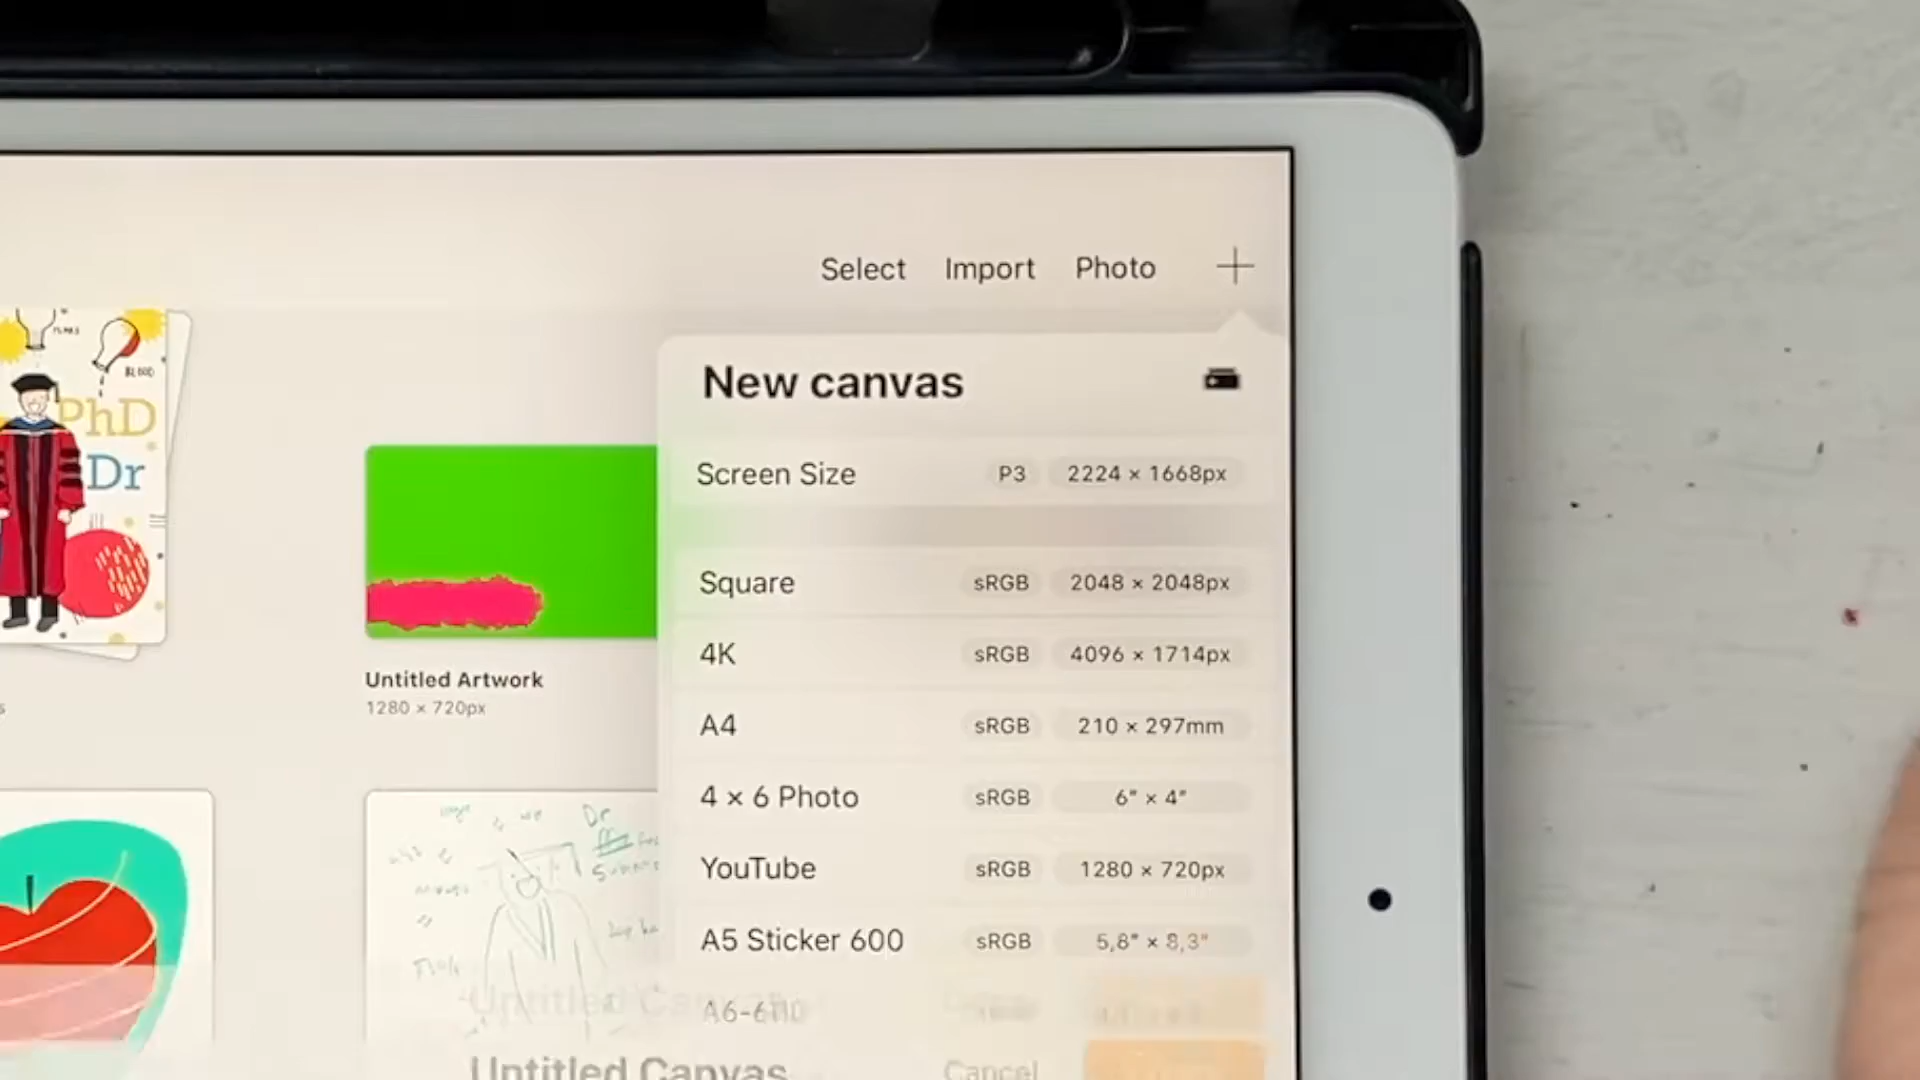 Select Import Photo
New canvas
Screen Size P3 2224 × 1668px
Square sRGB 2048 × 2048px
4K sRGB 4096 × 1714px
A4 sRGB 210 × 297mm
4 × 6 Photo sRGB 6" × 4"
YouTube sRGB 1280 × 720px
A5 Sticker 600 sRGB 5,8" × 8,3"
Untitled Canvas Cancel
PhD
Dr
Untitled Artwork
1280 × 720px
Dr
we